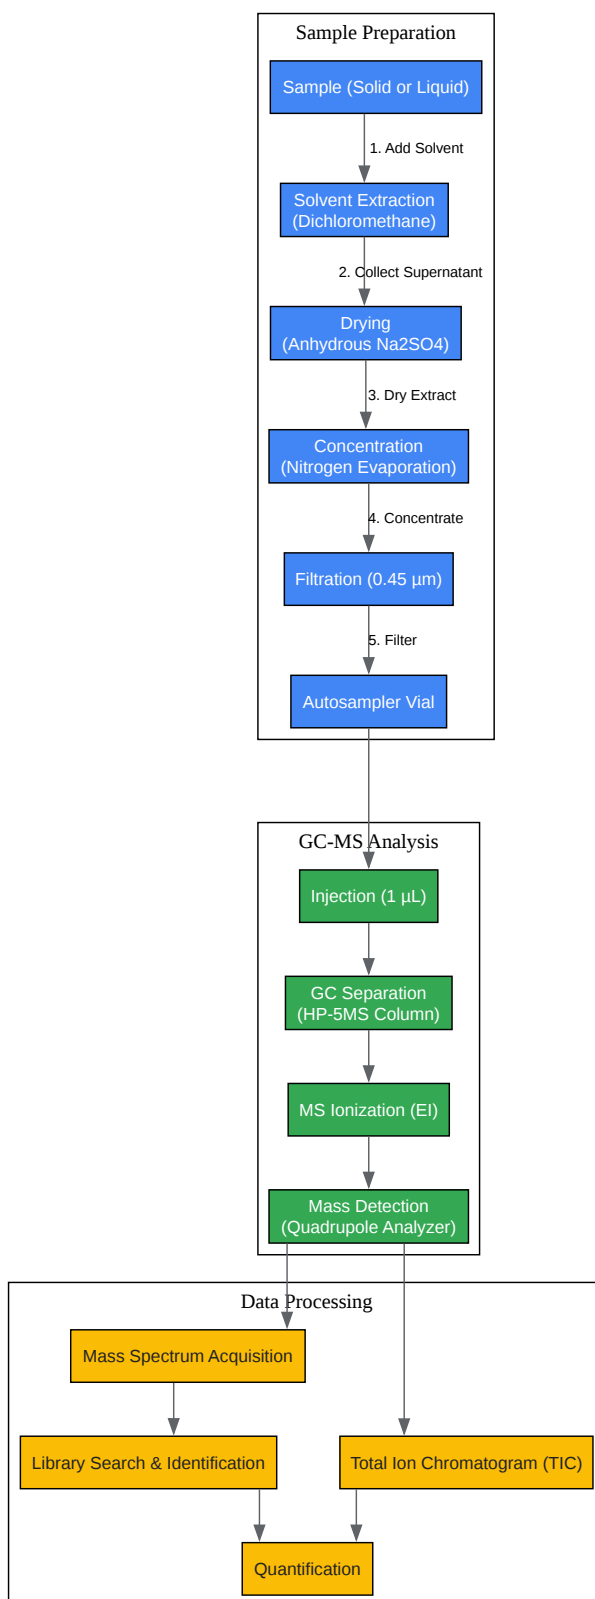 Sample Preparation
Sample (Solid or Liquid)
1. Add Solvent
Solvent Extraction
(Dichloromethane)
2. Collect Supernatant
Drying
(Anhydrous Na2SO4)
3. Dry Extract
Concentration
(Nitrogen Evaporation)
4. Concentrate
Filtration (0.45 µm)
5. Filter
Autosampler Vial
GC-MS Analysis
Injection (1 µL)
GC Separation
(HP-5MS Column)
MS Ionization (EI)
Mass Detection
(Quadrupole Analyzer)
Data Processing
Mass Spectrum Acquisition
Library Search & Identification
Total Ion Chromatogram (TIC)
Quantification